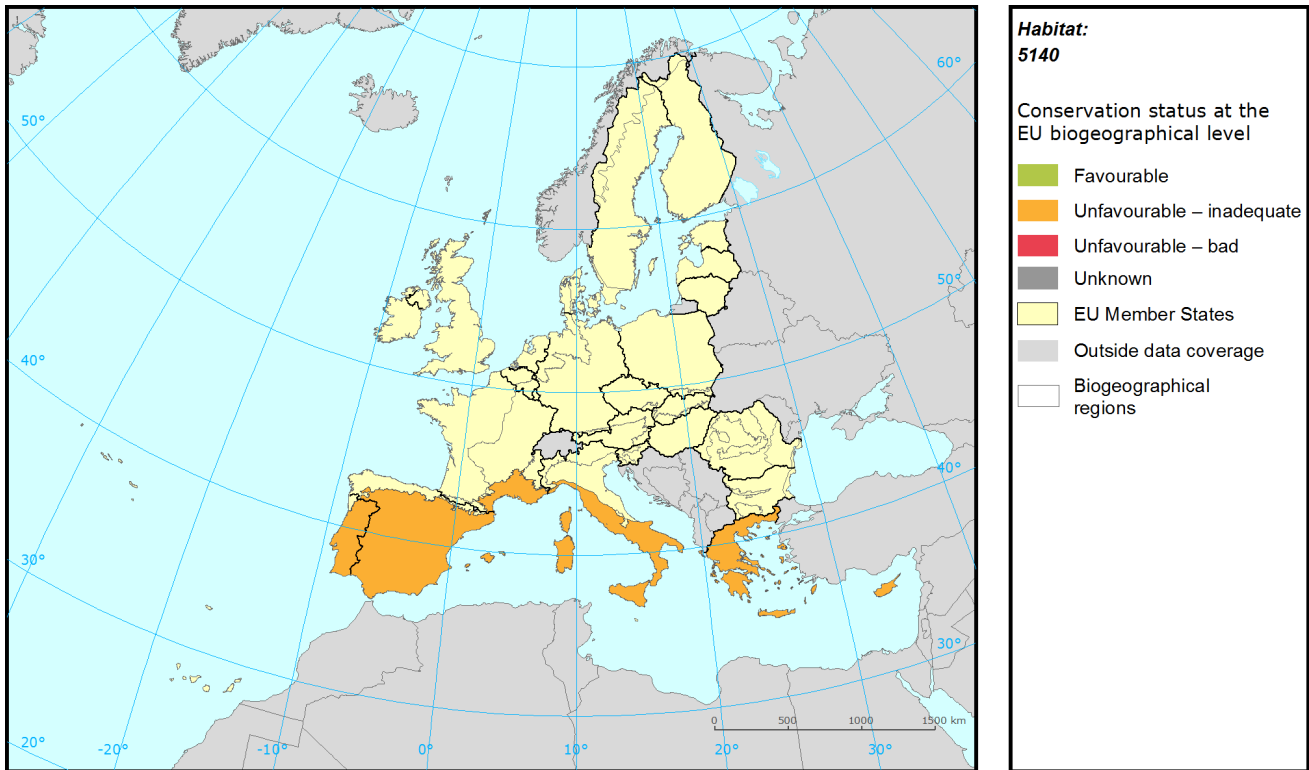 Habitat:
5140
Conservation status at the
EU biogeographical level
Favourable
Unfavourable – inadequate
Unfavourable – bad
Unknown
EU Member States
Outside data coverage
Biogeographical
regions
60°
50°
50°
40°
40°
30°
30°
20°
-20°
-10°
0°
10°
20°
30°
0
500
1000
1500 km